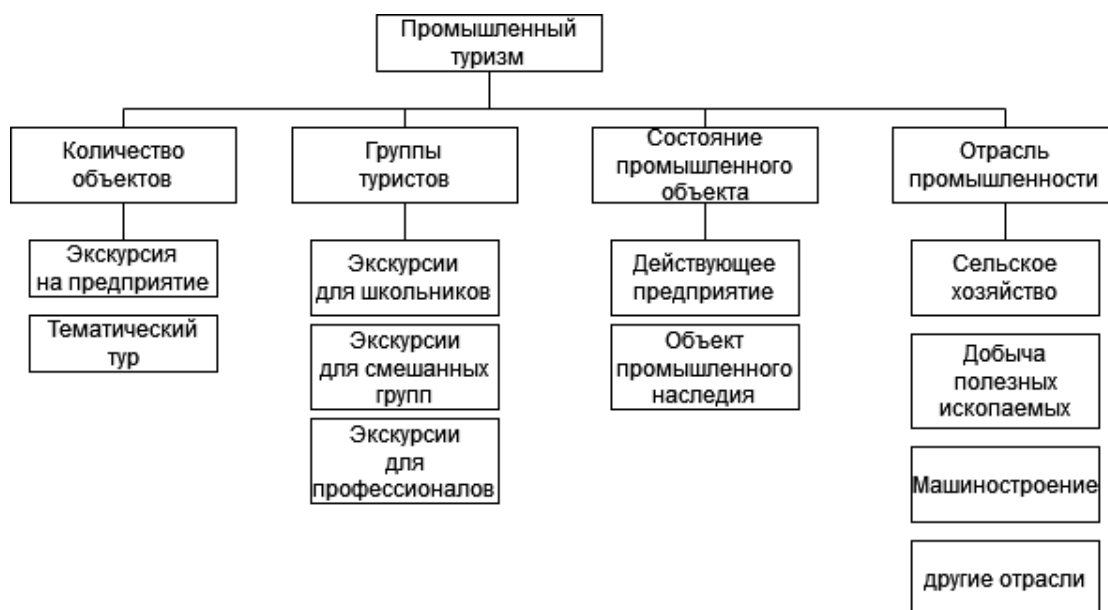 Промышленный
туризм
Количество
объектов
Группы
туристов
Состояние
промышленного
объекта
Отрасль
промышленности
Экскурсия
на предприятие
Тематический
тур
Экскурсии
для школьников
Экскурсии
для смешанных
групп
Экскурсии
для
профессионалов
Действующее
предприятие
Объект
промышленного
наследия
Сельское
хозяйство
Добыча
полезных
ископаемых
Машиностроение
другие отрасли